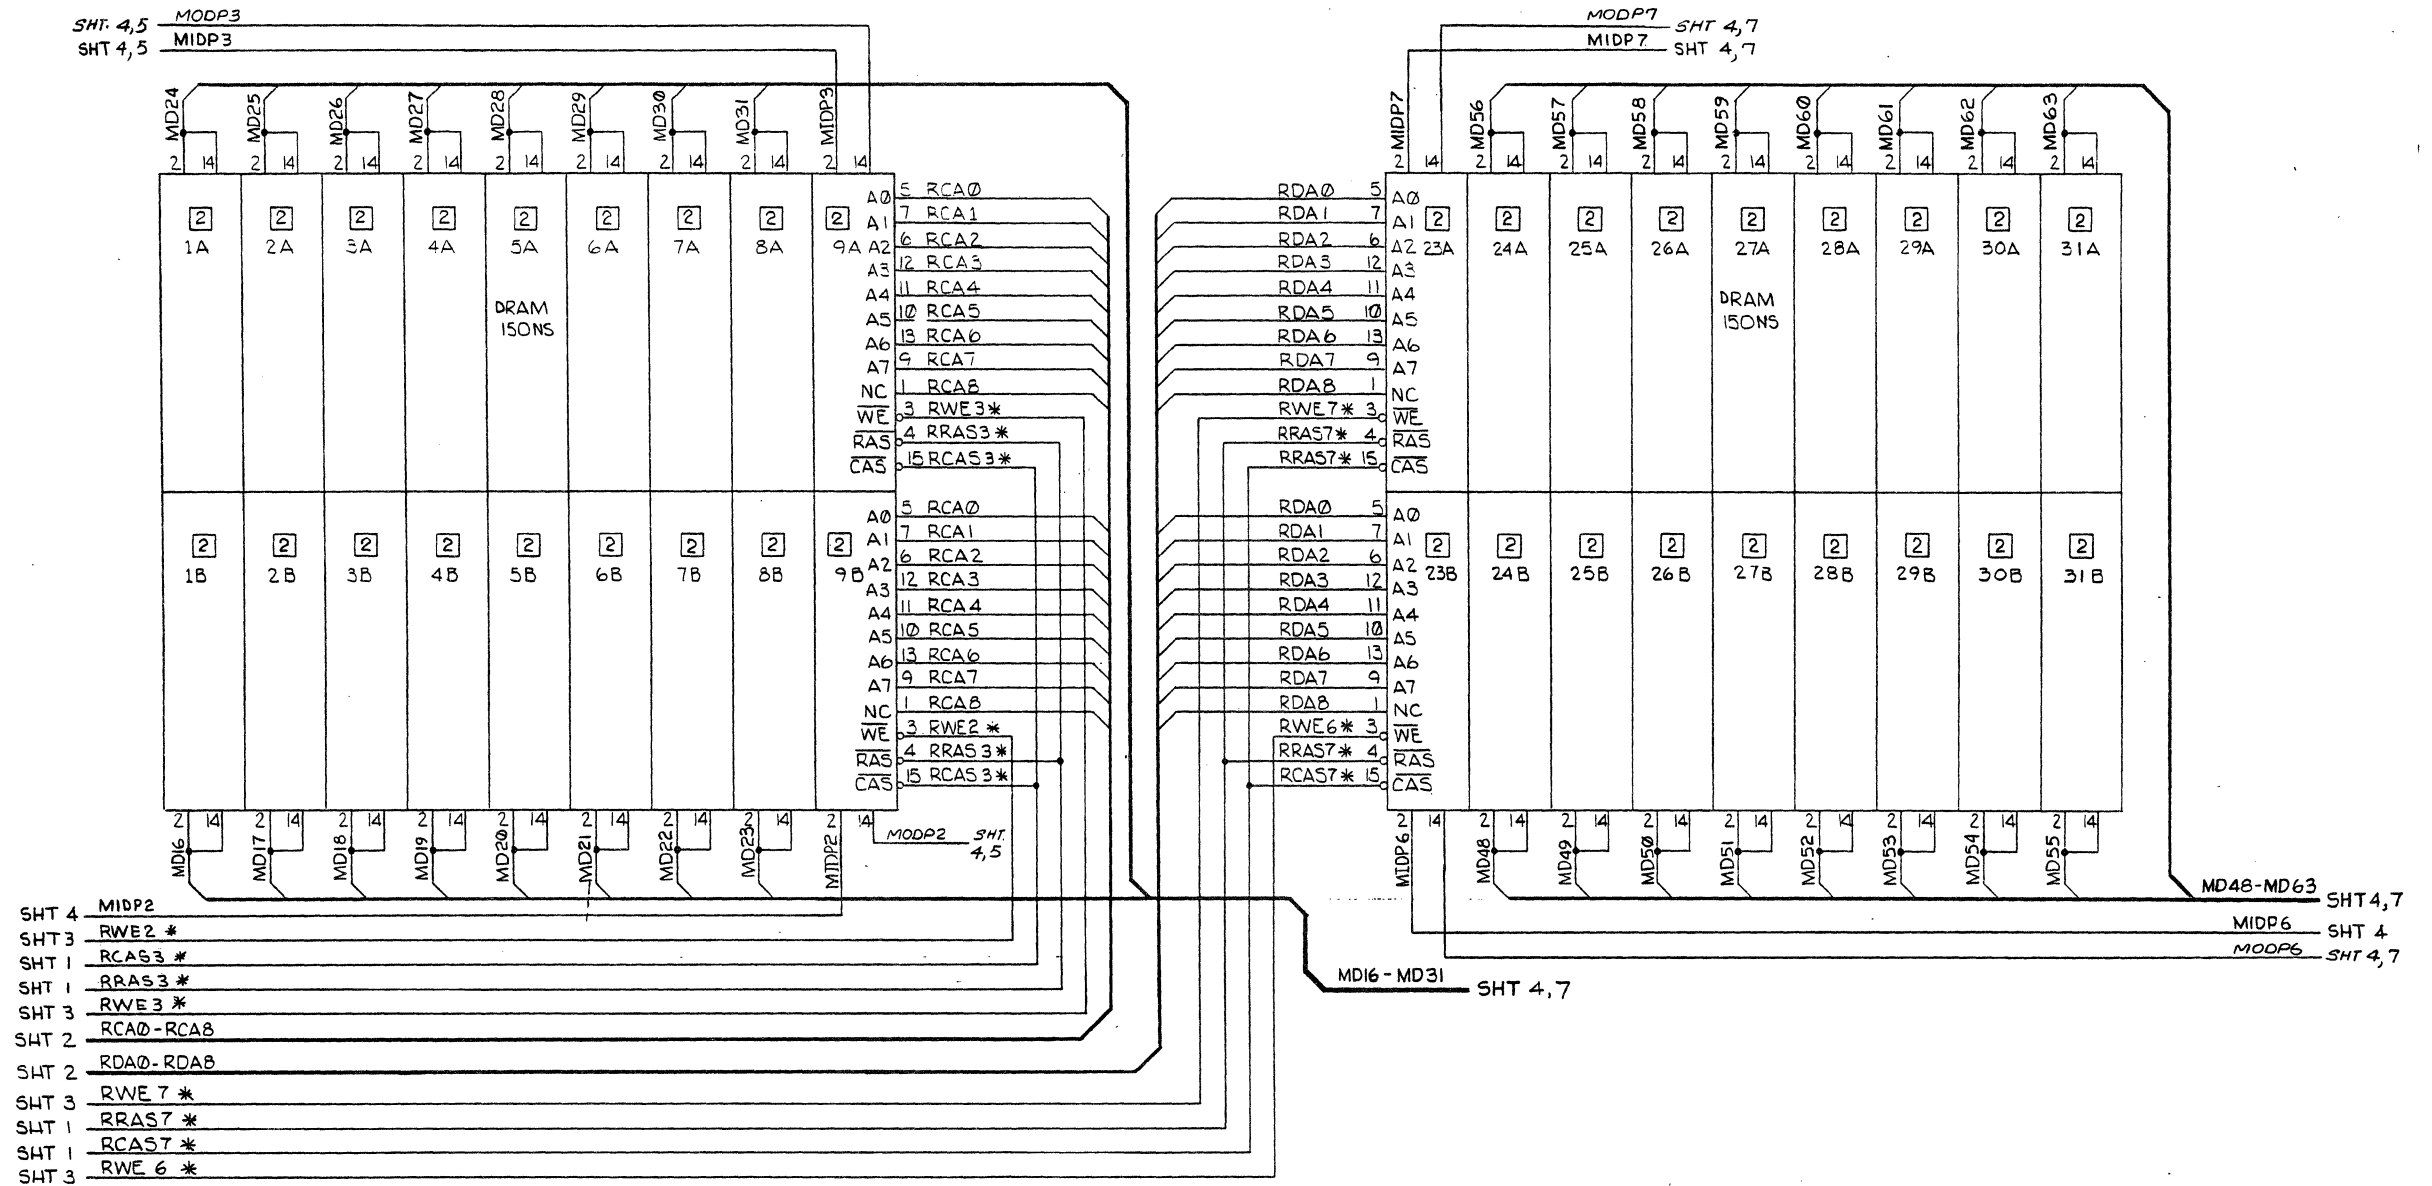 MODP3
SHT. 4,5
MIDP3
SHT 4,5
MODP7
SHT 4,7
MIDP7
SHT 4,7
MD24 MD25 MD26 MD27 MD28 MD29 MD30 MD31 MIDP3
2 14 2 14 2 14 2 14 2 14 2 14 2 14 2 14 2 14
MIDP7 MD56 MD57 MD58 MD59 MD60 MD61 MD62 MD63
2 14 2 14 2 14 2 14 2 14 2 14 2 14 2 14 2 14
2 2 2 2 2 2 2 2 2
1A 2A 3A 4A 5A 6A 7A 8A 9A
DRAM
150NS
A0 5 RCA0
A1 7 RCA1
A2 6 RCA2
A3 12 RCA3
A4 11 RCA4
A5 10 RCA5
A6 13 RCA6
A7 9 RCA7
NC 1 RCA8
WE 3 RWE3*
RAS 4 RRAS3*
CAS 15 RCAS3*
RDA0 5 A0
RDA1 7 A1
RDA2 6 A2
RDA3 12 A3
RDA4 11 A4
RDA5 10 A5
RDA6 13 A6
RDA7 9 A7
RDA8 1 NC
RWE7* 3 WE
RRAS7* 4 RAS
RRAS7* 15 CAS
2 2 2 2 2 2 2 2 2
23A 24A 25A 26A 27A 28A 29A 30A 31A
DRAM
150NS
2 2 2 2 2 2 2 2 2
1B 2B 3B 4B 5B 6B 7B 8B 9B
A0 5 RCA0
A1 7 RCA1
A2 6 RCA2
A3 12 RCA3
A4 11 RCA4
A5 10 RCA5
A6 13 RCA6
A7 9 RCA7
NC 1 RCA8
WE 3 RWE2*
RAS 4 RRAS3*
CAS 15 RCAS3*
RDA0 5 A0
RDA1 7 A1
RDA2 6 A2
RDA3 12 A3
RDA4 11 A4
RDA5 10 A5
RDA6 13 A6
RDA7 9 A7
RDA8 1 NC
RWE6* 3 WE
RRAS7* 4 RAS
RCAS7* 15 CAS
2 2 2 2 2 2 2 2 2
23B 24B 25B 26B 27B 28B 29B 30B 31B
2 14 2 14 2 14 2 14 2 14 2 14 2 14 2 14 2 14
MD16 MD17 MD18 MD19 MD20 MD21 MD22 MD23 MIDP2
MODP2 SHT.
4,5
2 14 2 14 2 14 2 14 2 14 2 14 2 14 2 14 2 14
MIDP6 MD48 MD49 MD50 MD51 MD52 MD53 MD54 MD55
SHT 4 MIDP2
SHT 3 RWE2 *
SHT 1 RCAS3 *
SHT 1 RRAS3 *
SHT 3 RWE3 *
SHT 2 RCA0-RCA8
SHT 2 RDA0-RDA8
SHT 3 RWE 7 *
SHT 1 RRAS7 *
SHT 1 RCAS7 *
SHT 3 RWE 6 *
MD16-MD31 SHT 4,7
MD48-MD63 SHT 4,7
MIDP6 SHT 4
MODP6 SHT 4,7